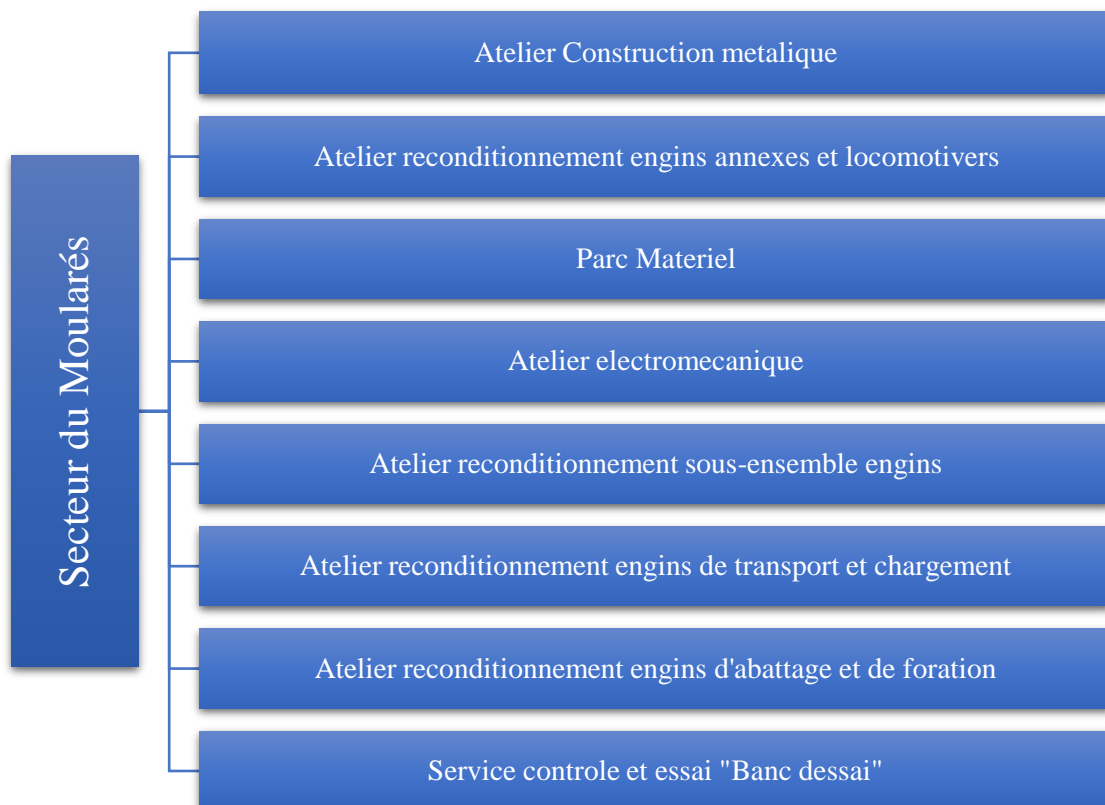 Secteur du Moularés
Atelier Construction metalique
Atelier reconditionnement engins annexes et locomotivers
Parc Materiel
Atelier electromecanique
Atelier reconditionnement sous-ensemble engins
Atelier reconditionnement engins de transport et chargement
Atelier reconditionnement engins d'abattage et de foration
Service controle et essai "Banc dessai"